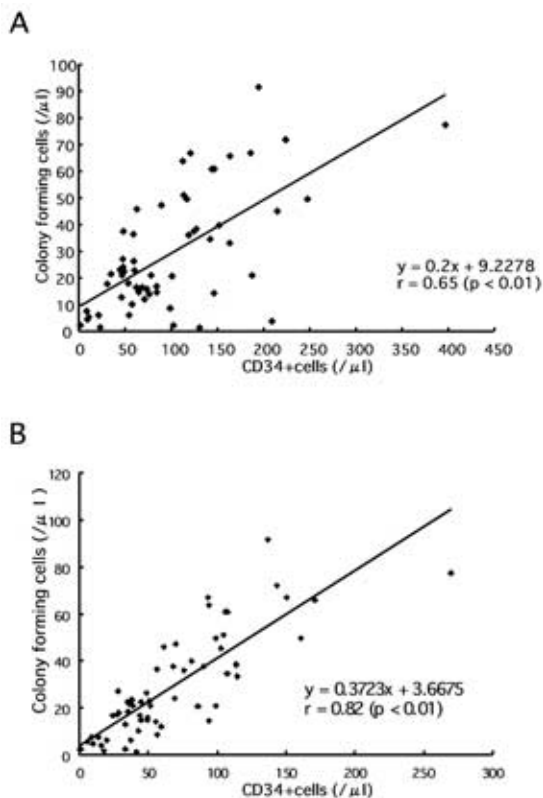 A
100
90
80
70
60
50
40
30
20
10
0
Colony forming cells (/μl)
y = 0.2x + 9.2278
r = 0.65 (p < 0.01)
0 50 100 150 200 250 300 350 400 450
CD34+cells (/μl)
B
120
100
80
60
40
20
0
Colony forming cells (/μl)
y = 0.3723x + 3.6675
r = 0.82 (p < 0.01)
0 50 100 150 200 250 300
CD34+cells (/μl)